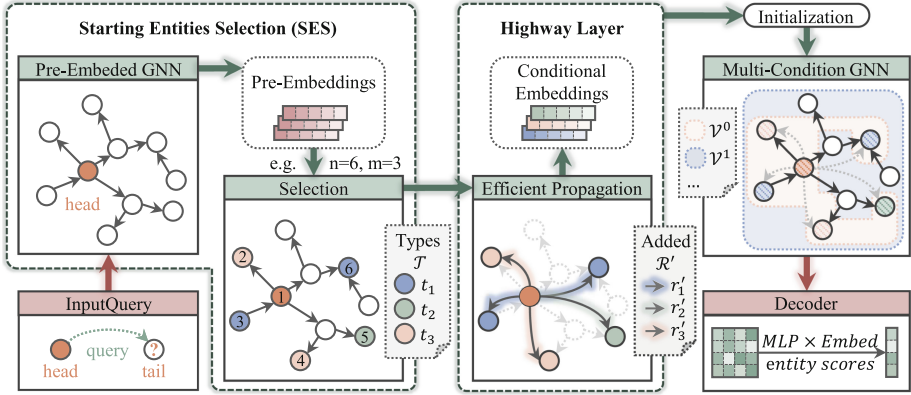 Starting Entities Selection (SES)
Pre-Embeded GNN
head
Pre-Embeddings
e.g. n=6, m=3
Selection
1
2
3
4
5
6
Types
𝒯
t₁
t₂
t₃
InputQuery
head
query
?
tail
Highway Layer
Conditional
Embeddings
Efficient Propagation
Added
ℛ′
r′₁
r′₂
r′₃
Initialization
Multi-Condition GNN
𝒱⁰
𝒱¹
...
Decoder
MLP × Embed
entity scores